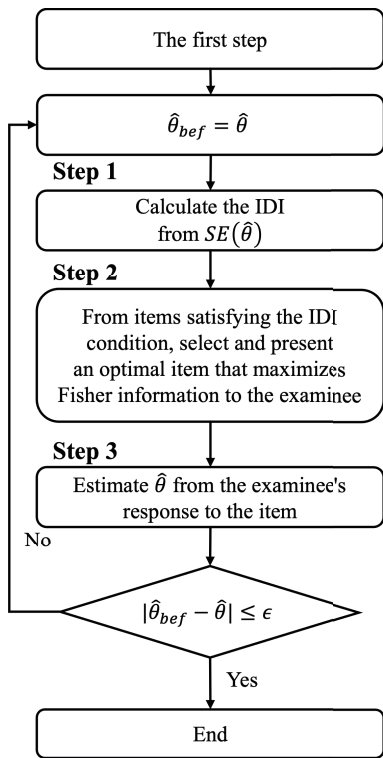 The first step
θ̂_bef = θ̂
Step 1
Calculate the IDI
from SE(θ̂)
Step 2
From items satisfying the IDI
condition, select and present
an optimal item that maximizes
Fisher information to the examinee
Step 3
Estimate θ̂ from the examinee's
response to the item
No
|θ̂_bef − θ̂| ≤ ϵ
Yes
End